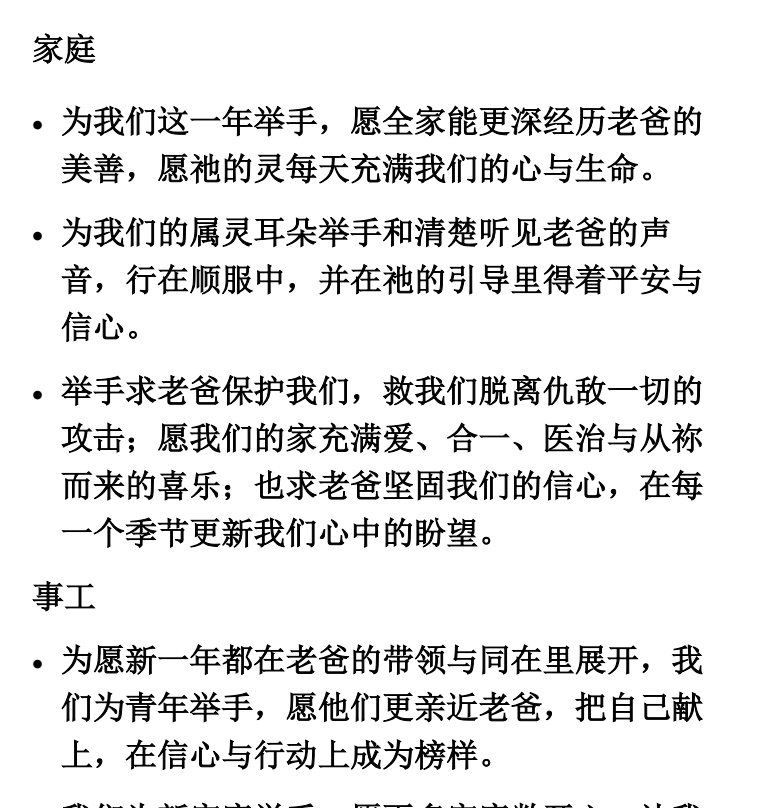 家庭
• 为我们这一年举手，愿全家能更深经历老爸的
美善，愿祂的灵每天充满我们的心与生命。
• 为我们的属灵耳朵举手和清楚听见老爸的声
音，行在顺服中，并在祂的引导里得着平安与
信心。
• 举手求老爸保护我们，救我们脱离仇敌一切的
攻击；愿我们的家充满爱、合一、医治与从祢
而来的喜乐；也求老爸坚固我们的信心，在每
一个季节更新我们心中的盼望。
事工
• 为愿新一年都在老爸的带领与同在里展开，我
们为青年举手，愿他们更亲近老爸，把自己献
上，在信心与行动上成为榜样。